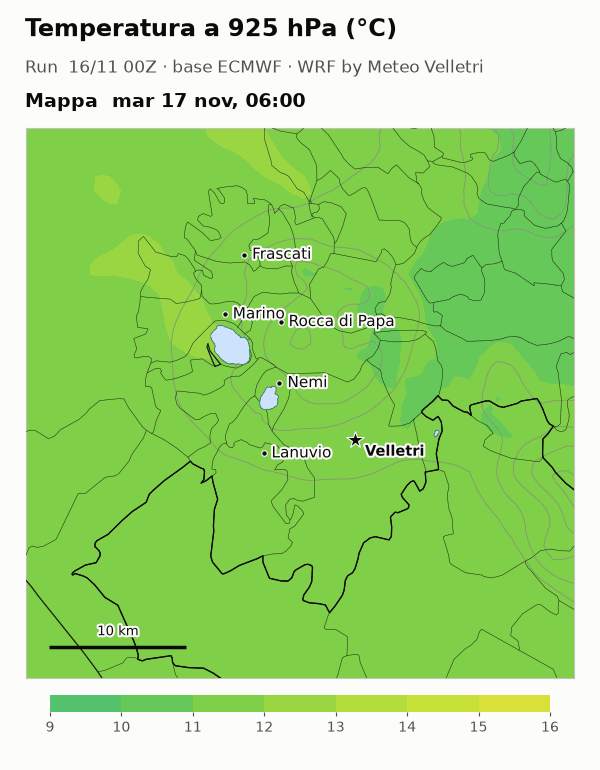 Temperatura a 925 hPa (°C)
Run  16/11 00Z · base ECMWF · WRF by Meteo Velletri
Mappa  mar 17 nov, 06:00
Frascati
Marino
Rocca di Papa
Nemi
Velletri
Lanuvio
10 km
9 10 11 12 13 14 15 16